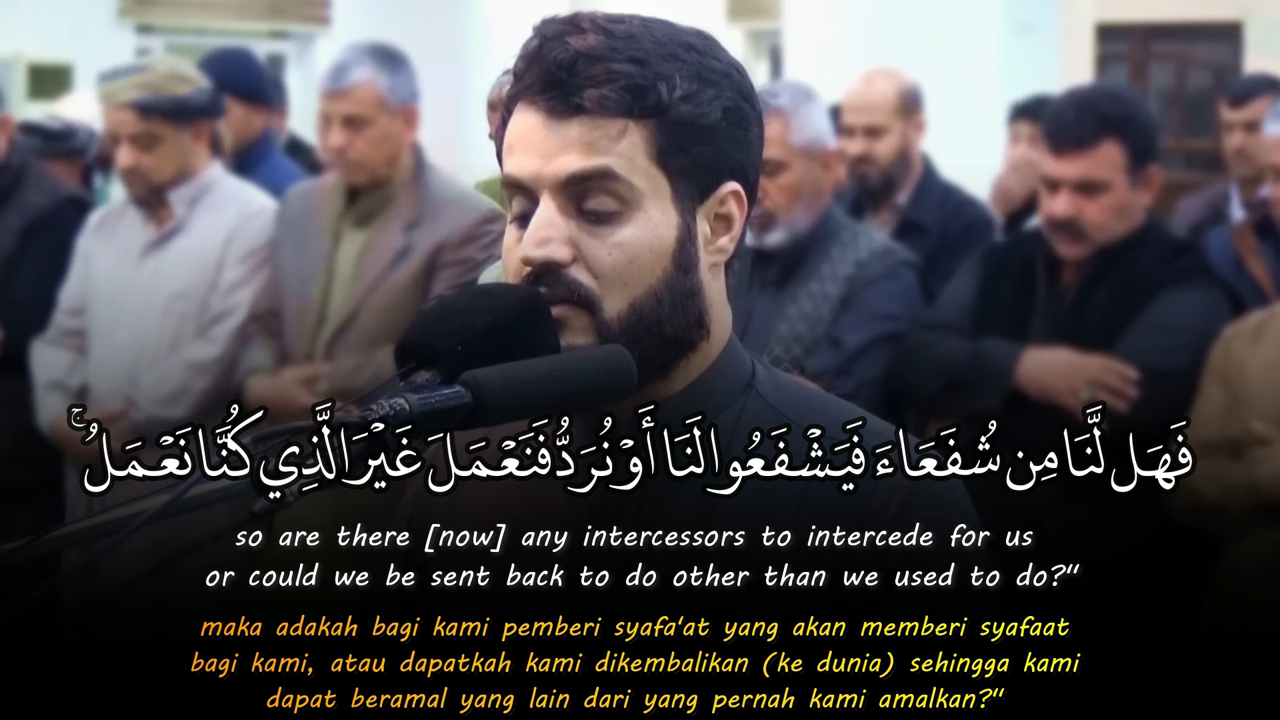 فَهَل لَّنَا مِن شُفَعَاءَ فَيَشْفَعُوا لَنَا أَوْ نُرَدُّ فَنَعْمَلَ غَيْرَ الَّذِي كُنَّا نَعْمَلُ ۚ
so are there [now] any intercessors to intercede for us
or could we be sent back to do other than we used to do?"
maka adakah bagi kami pemberi syafa'at yang akan memberi syafaat
bagi kami, atau dapatkah kami dikembalikan (ke dunia) sehingga kami
dapat beramal yang lain dari yang pernah kami amalkan?"